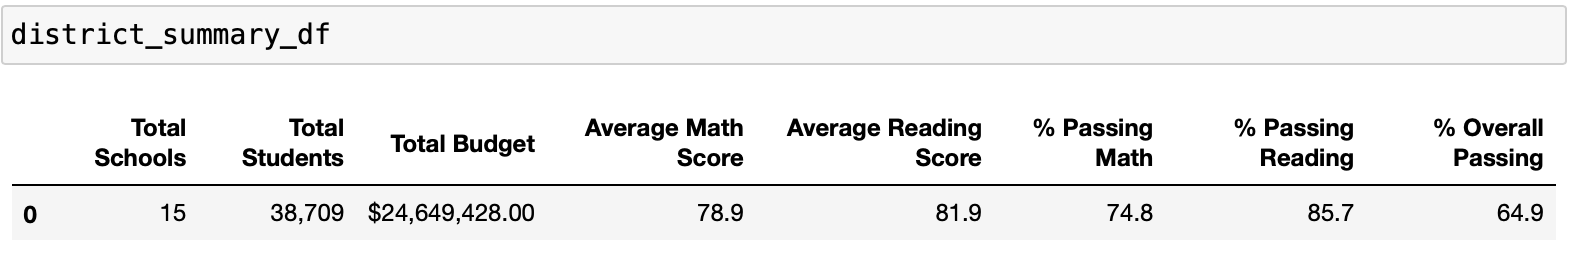 district_summary_df
Total Schools Total Students Total Budget Average Math Score Average Reading Score % Passing Math % Passing Reading % Overall Passing
0 15 38,709 $24,649,428.00 78.9 81.9 74.8 85.7 64.9